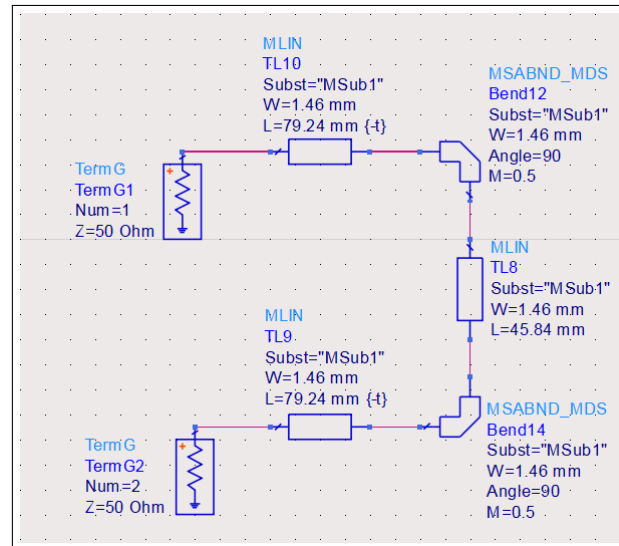 MLIN
TL10
Subst="MSub1"
W=1.46 mm
L=79.24 mm {-t}
MSABND_MDS
Bend12
Subst="MSub1"
W=1.46 mm
Angle=90
M=0.5
TermG
TermG1
Num=1
Z=50 Ohm
MLIN
TL8
Subst="MSub1"
W=1.46 mm
L=45.84 mm
MLIN
TL9
Subst="MSub1"
W=1.46 mm
L=79.24 mm {-t}
MSABND_MDS
Bend14
Subst="MSub1"
W=1.46 mm
Angle=90
M=0.5
TermG
TermG2
Num=2
Z=50 Ohm